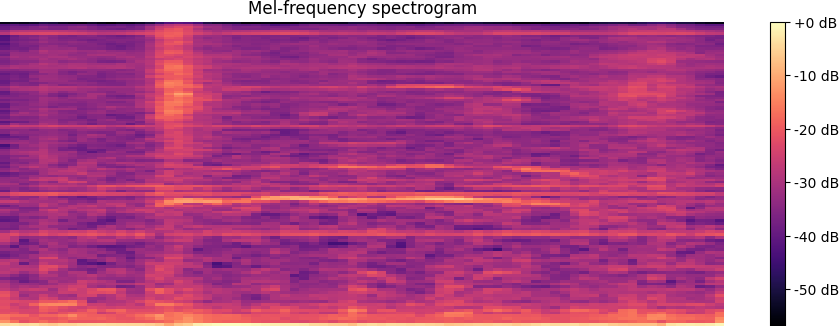 Mel-frequency spectrogram
+0 dB
-10 dB
-20 dB
-30 dB
-40 dB
-50 dB